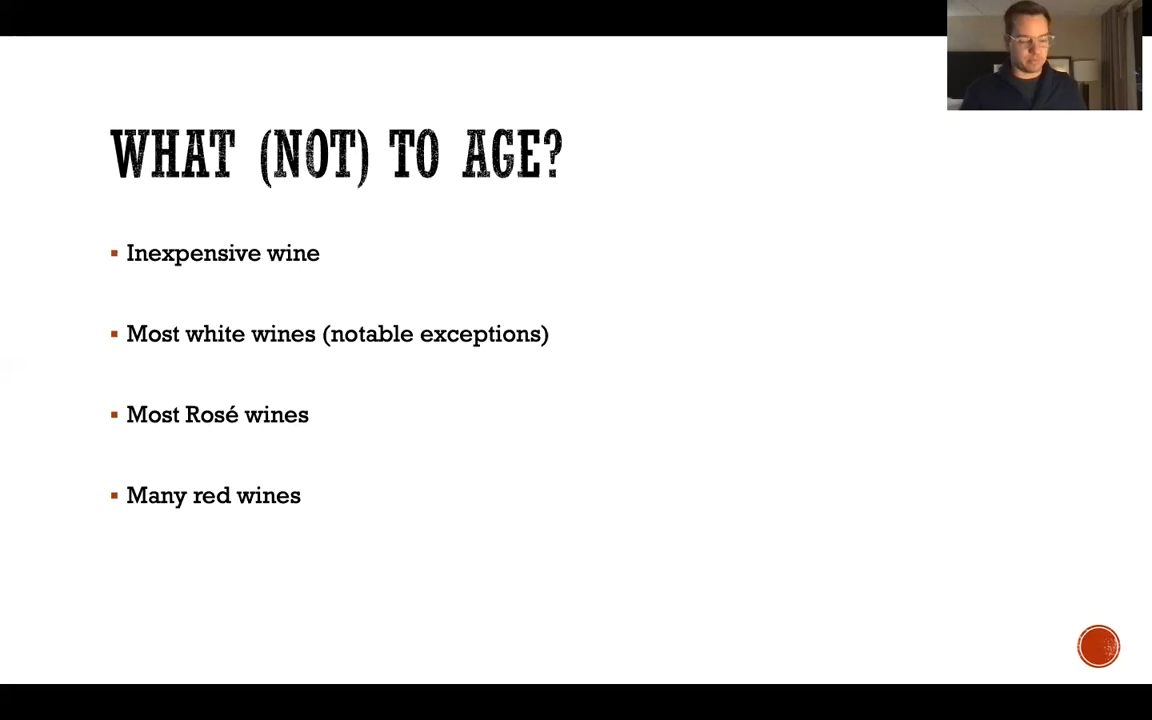 WHAT (NOT) TO AGE?
Inexpensive wine
Most white wines (notable exceptions)
Most Rosé wines
Many red wines